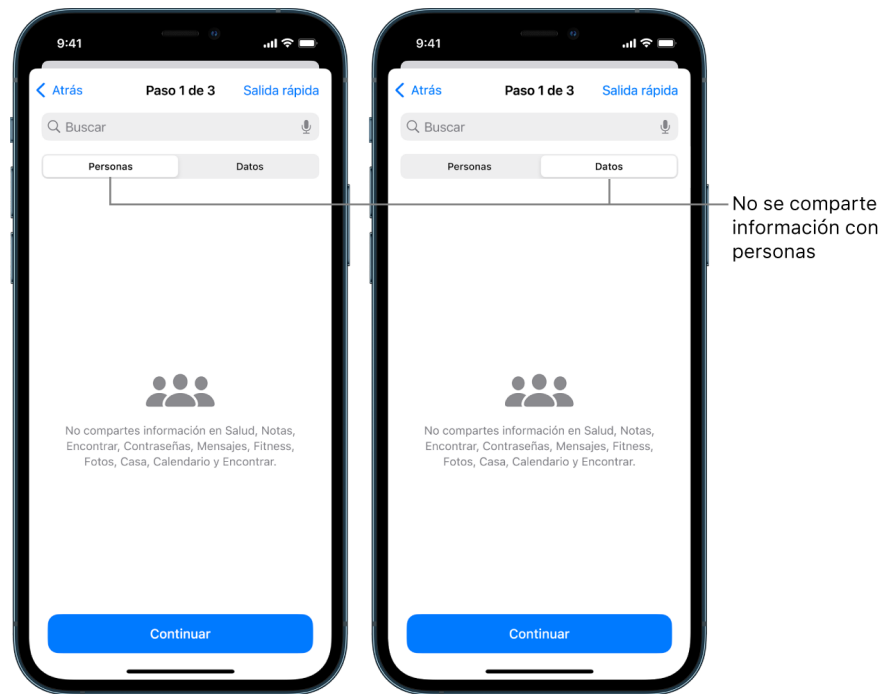 9:41
Atrás Paso 1 de 3 Salida rápida
Buscar
Personas Datos
No compartes información en Salud, Notas,
Encontrar, Contraseñas, Mensajes, Fitness,
Fotos, Casa, Calendario y Encontrar.
Continuar
9:41
Atrás Paso 1 de 3 Salida rápida
Buscar
Personas Datos
No compartes información en Salud, Notas,
Encontrar, Contraseñas, Mensajes, Fitness,
Fotos, Casa, Calendario y Encontrar.
Continuar
No se comparte
información con
personas